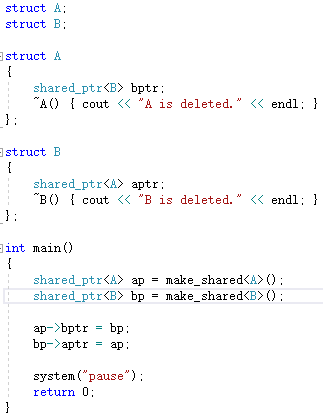 struct A;
struct B;
struct A
{
shared_ptr<B> bptr;
~A() { cout << "A is deleted." << endl; }
};
struct B
{
shared_ptr<A> aptr;
~B() { cout << "B is deleted." << endl; }
};
int main()
{
shared_ptr<A> ap = make_shared<A>();
shared_ptr<B> bp = make_shared<B>();
ap->bptr = bp;
bp->aptr = ap;
system("pause");
return 0;
}